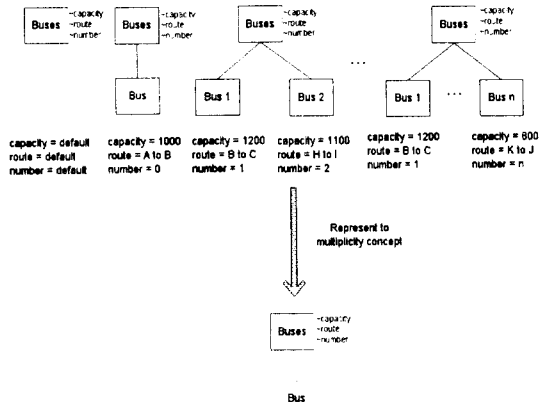 Buses ~capacity
~route
~number
Buses ~capacity
~route
~number
Buses ~capacity
~route
~number
Buses ~capacity
~route
~number
...
Bus
Bus 1
Bus 2
Bus 1
...
Bus n
capacity = default
route = default
number = default
capacity = 1000
route = A to B
number = 0
capacity = 1200
route = B to C
number = 1
capacity = 1100
route = H to I
number = 2
capacity = 1200
route = B to C
number = 1
capacity = 800
route = K to J
number = n
Represent to
multiplicity concept
Buses ~capacity
~route
~number
Bus